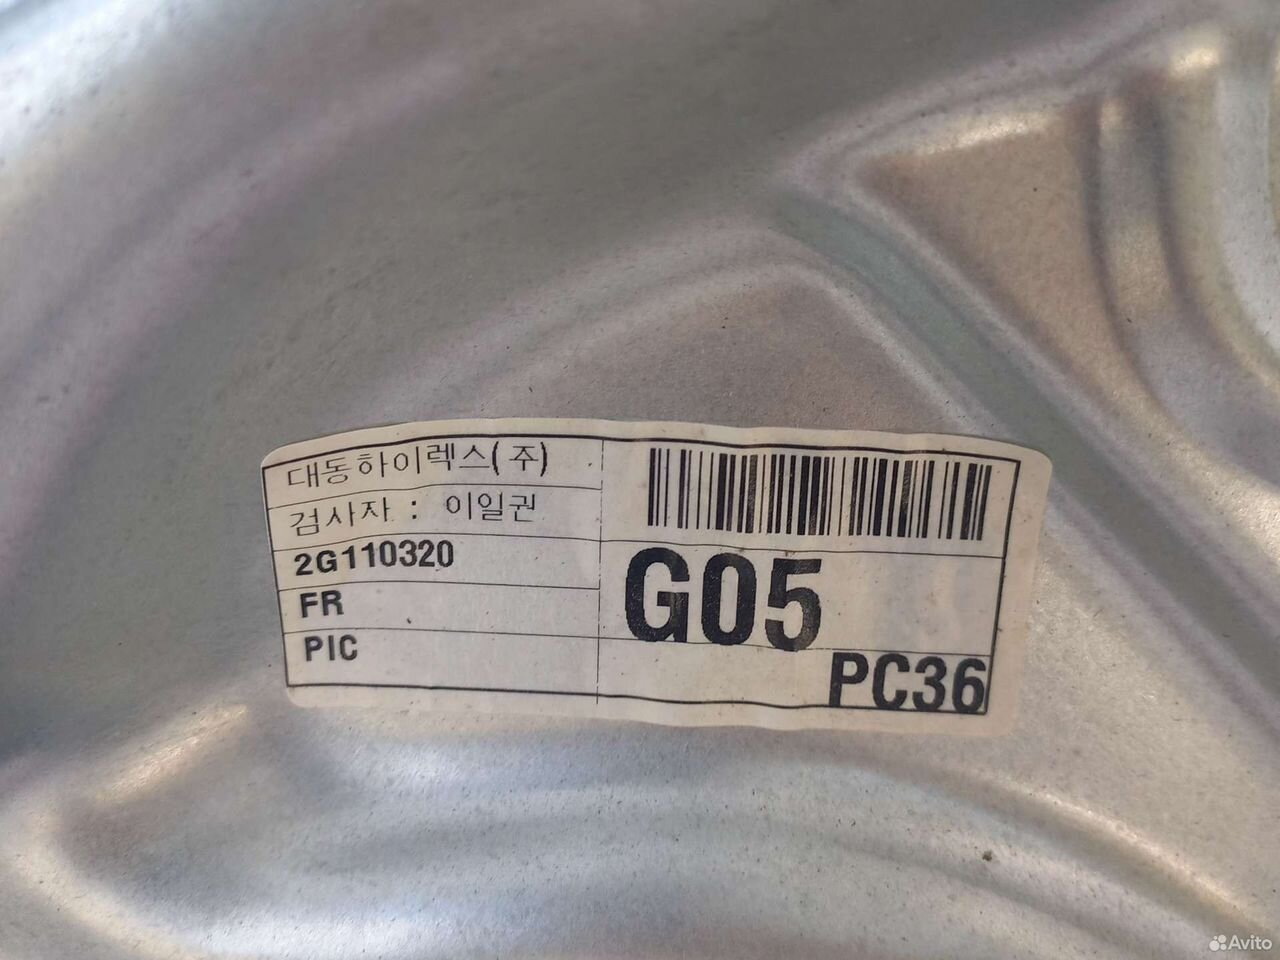 대동하이렉스(주)
검사자 : 이일권
2G110320
FR
PIC
G05
PC36
Avito